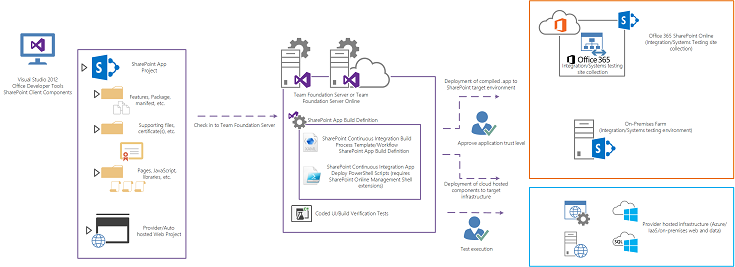 Visual Studio 2012
Office Developer Tools
SharePoint Client Components
SharePoint App
Project
Features, Package,
manifest, etc.
Supporting files,
certificate(s), etc.
Pages, JavaScript,
libraries, etc.
Provider/Auto
hosted Web Project
Check in to Team Foundation Server
Team Foundation Server or Team
Foundation Server Online
SharePoint App Build Definition
SharePoint Continuous Integration Build
Process Template/Workflow
SharePoint App Build Definition
SharePoint Continuous Integration App
Deploy PowerShell Scripts (requires
SharePoint Online Management Shell
extensions)
Coded UI/Build Verification Tests
Deployment of compiled .app to
SharePoint target environment
Approve application trust level
Deployment of cloud hosted
components to target
infrastructure
Test execution
Office 365
Integration/Systems testing
site collection
Office 365 SharePoint Online
(Integration/Systems Testing site
collection)
On-Premises Farm
(Integration/Systems testing environment)
Provider hosted infrastructure (Azure/
IaaS/on-premises web and data)
SQL